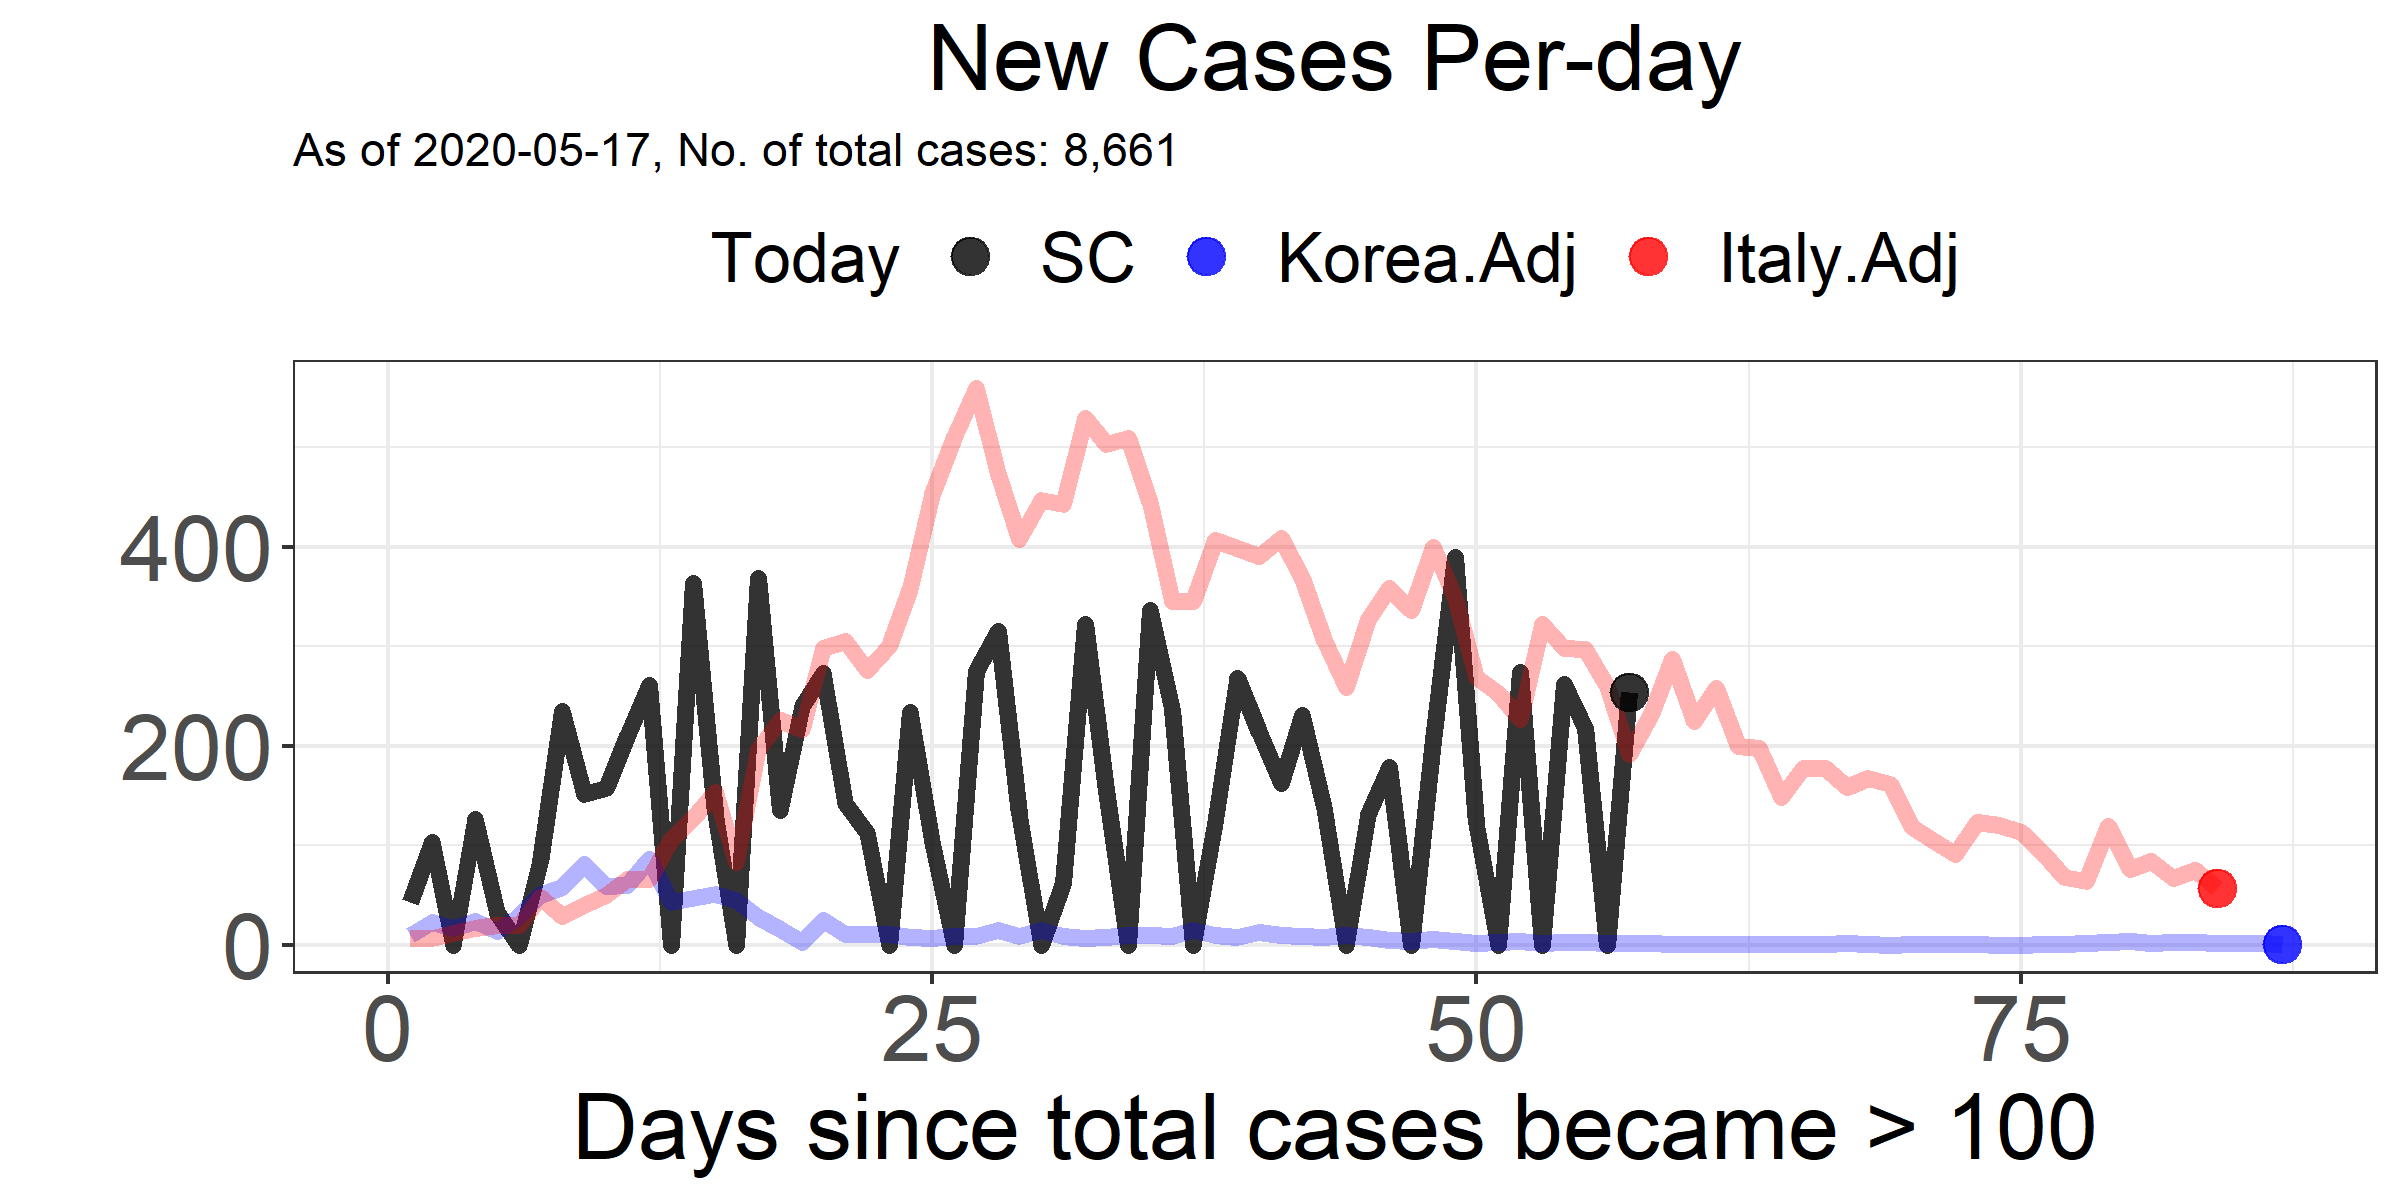 New Cases Per-day
As of 2020-05-17, No. of total cases: 8,661
Today SC Korea.Adj Italy.Adj
400
200
0
0 25 50 75
Days since total cases became > 100